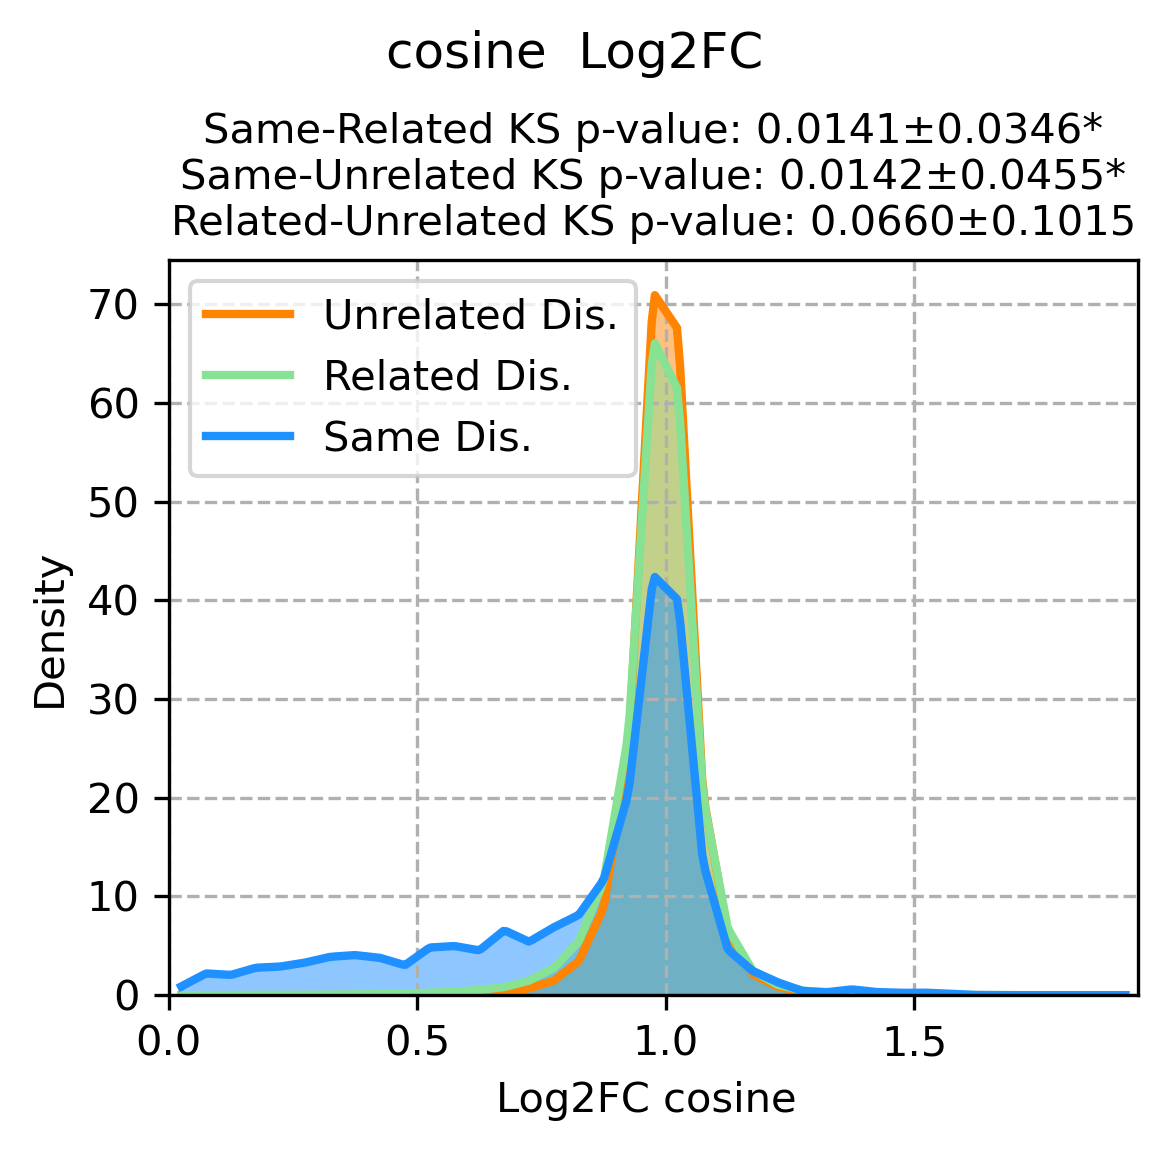 cosine  Log2FC
Same-Related KS p-value: 0.0141±0.0346*
Same-Unrelated KS p-value: 0.0142±0.0455*
Related-Unrelated KS p-value: 0.0660±0.1015
Unrelated Dis.
Related Dis.
Same Dis.
70
60
50
40
30
20
10
0
Density
0.0 0.5 1.0 1.5
Log2FC cosine